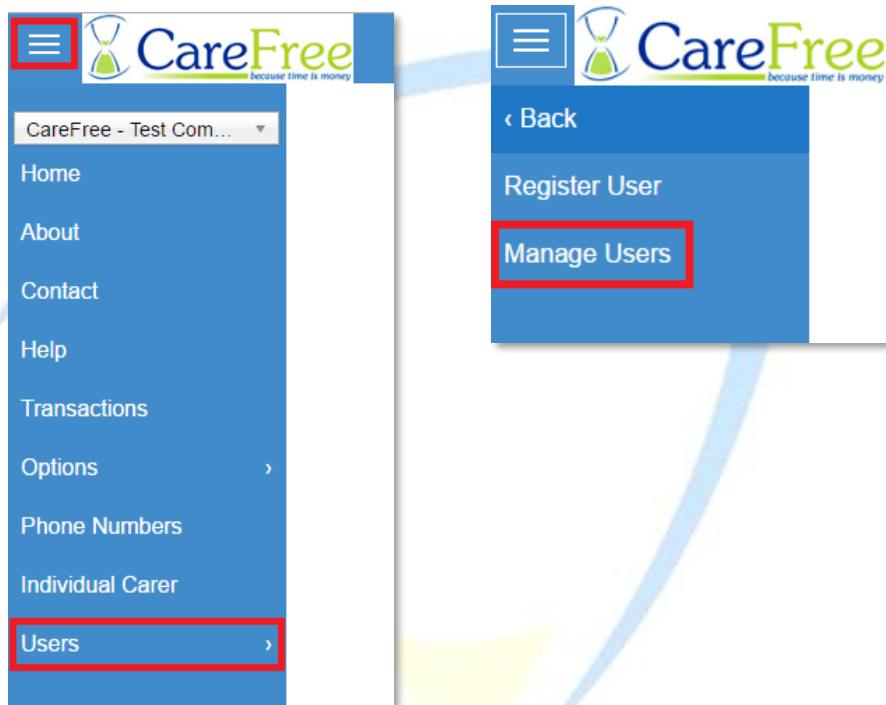 CareFree
because time is money
CareFree - Test Com...
Home
About
Contact
Help
Transactions
Options ›
Phone Numbers
Individual Carer
Users ›
CareFree
because time is money
‹ Back
Register User
Manage Users